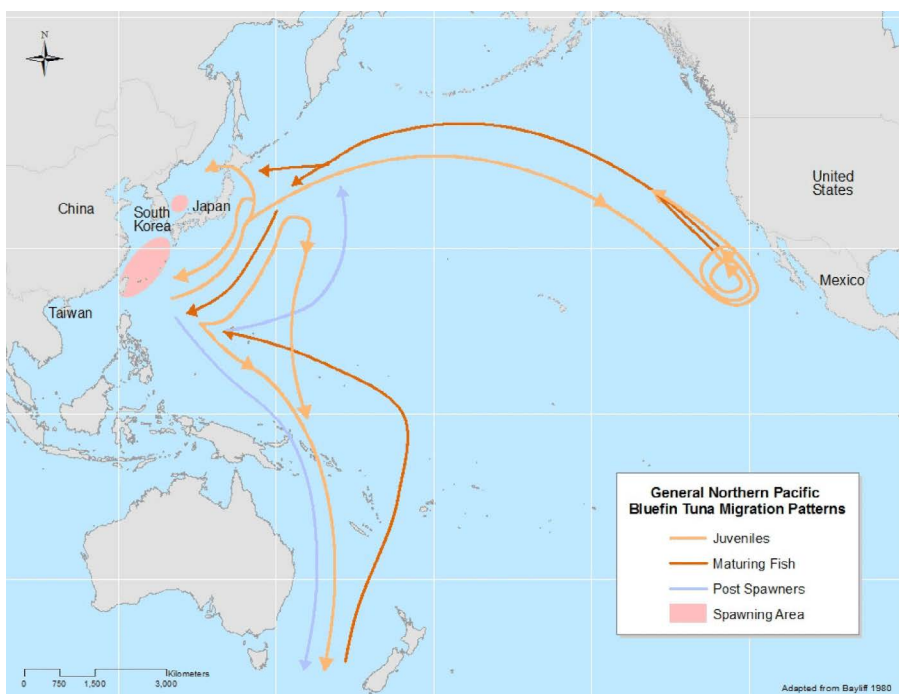 N
United
States
China
South
Korea
Japan
Mexico
Taiwan
General Northern Pacific
Bluefin Tuna Migration Patterns
Juveniles
Maturing Fish
Post Spawners
Spawning Area
Kilometers
0 750 1,500 3,000
Adapted from Bayliff 1980